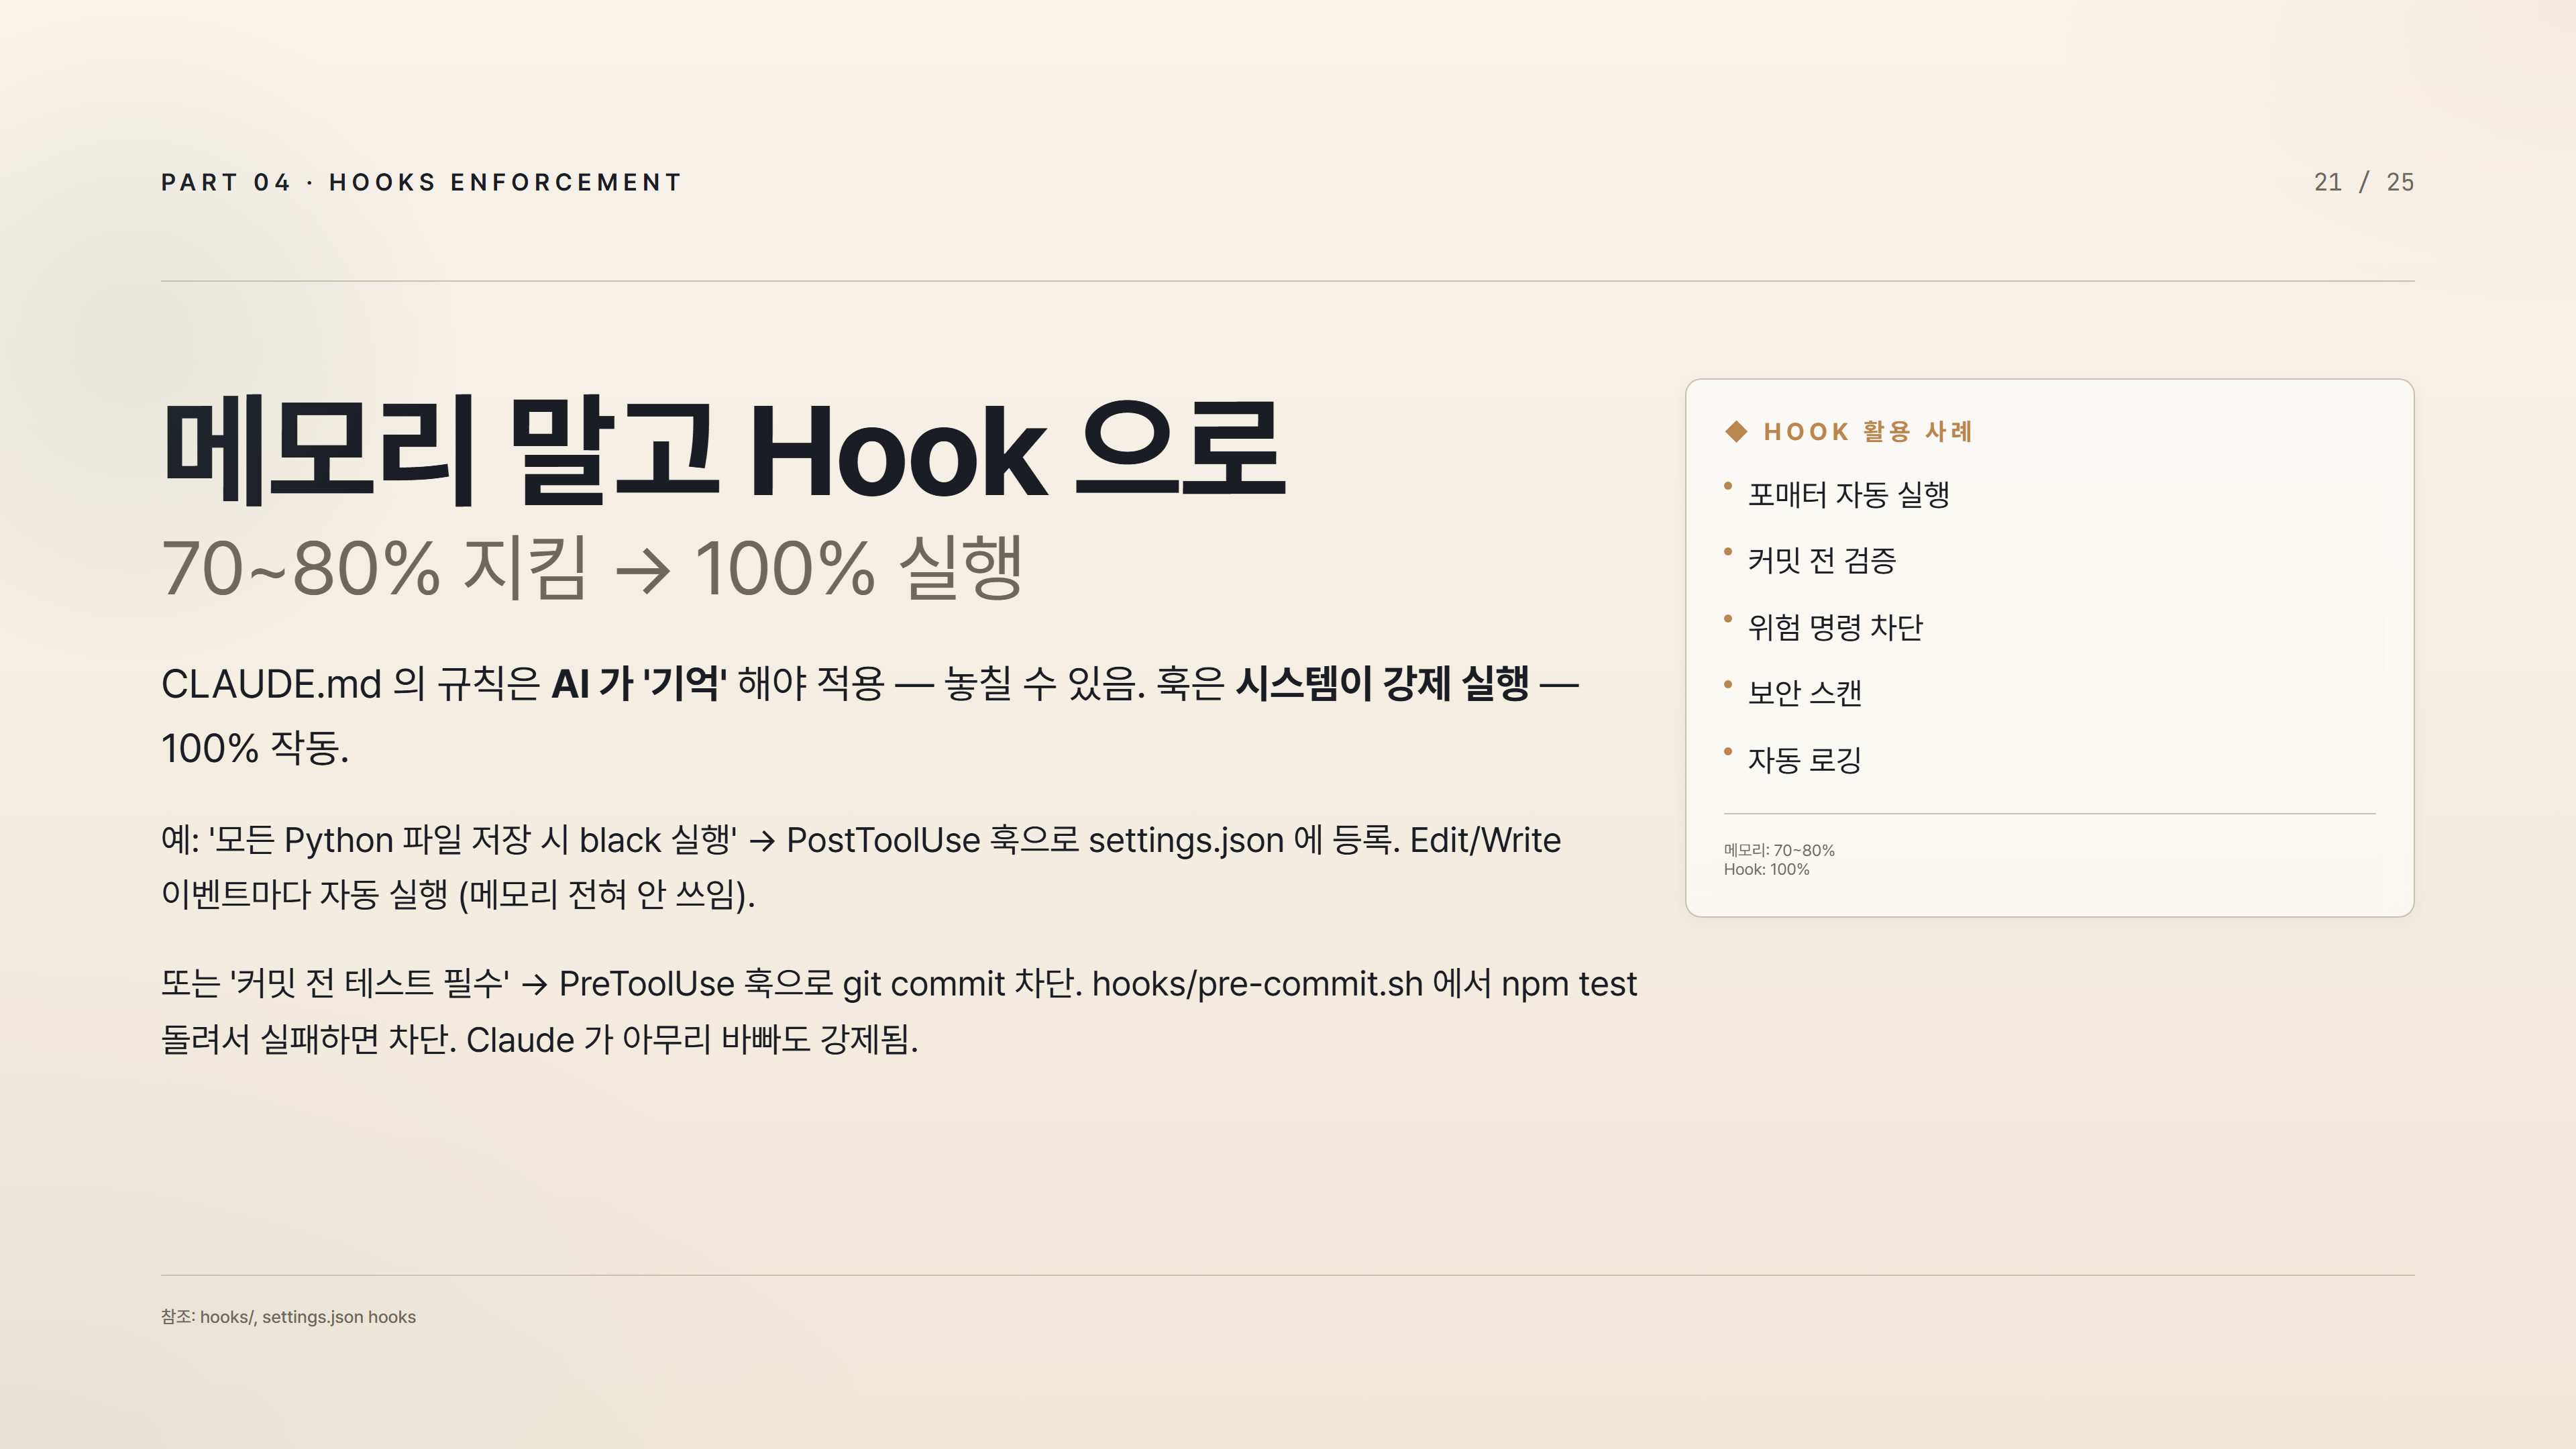 PART 04 · HOOKS ENFORCEMENT
21 / 25
메모리 말고 Hook 으로
70~80% 지킴 → 100% 실행
CLAUDE.md 의 규칙은 AI 가 '기억' 해야 적용 — 놓칠 수 있음. 훅은 시스템이 강제 실행 —
100% 작동.
예: '모든 Python 파일 저장 시 black 실행' → PostToolUse 훅으로 settings.json 에 등록. Edit/Write
이벤트마다 자동 실행 (메모리 전혀 안 쓰임).
또는 '커밋 전 테스트 필수' → PreToolUse 훅으로 git commit 차단. hooks/pre-commit.sh 에서 npm test
돌려서 실패하면 차단. Claude 가 아무리 바빠도 강제됨.
◆ HOOK 활용 사례
• 포매터 자동 실행
• 커밋 전 검증
• 위험 명령 차단
• 보안 스캔
• 자동 로깅
메모리: 70~80%
Hook: 100%
참조: hooks/, settings.json hooks